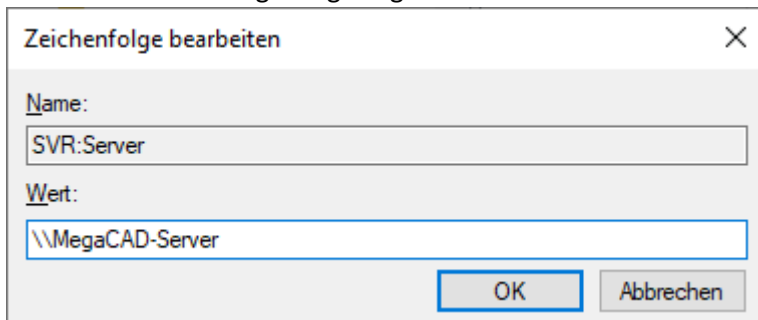 Zeichenfolge bearbeiten
Name:
SVR:Server
Wert:
\\MegaCAD-Server
OK Abbrechen